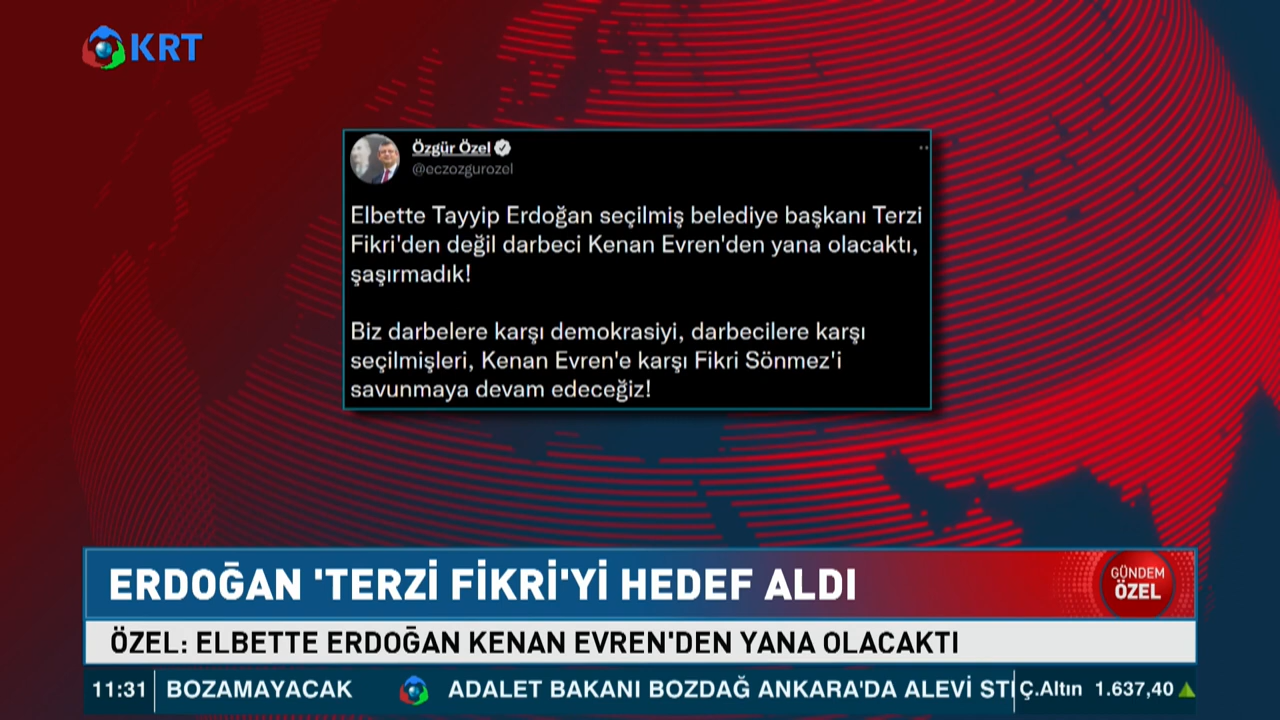 KRT
Özgür Özel
@eczozgurozel
Elbette Tayyip Erdoğan seçilmiş belediye başkanı Terzi
Fikri'den değil darbeci Kenan Evren'den yana olacaktı,
şaşırmadık!
Biz darbelere karşı demokrasiyi, darbecilere karşı
seçilmişleri, Kenan Evren'e karşı Fikri Sönmez'i
savunmaya devam edeceğiz!
ERDOĞAN 'TERZİ FİKRİ'Yİ HEDEF ALDI
GÜNDEM
ÖZEL
ÖZEL: ELBETTE ERDOĞAN KENAN EVREN'DEN YANA OLACAKTI
11:31 BOZAMAYACAK ADALET BAKANI BOZDAĞ ANKARA'DA ALEVİ Ç.Altın 1.637,40